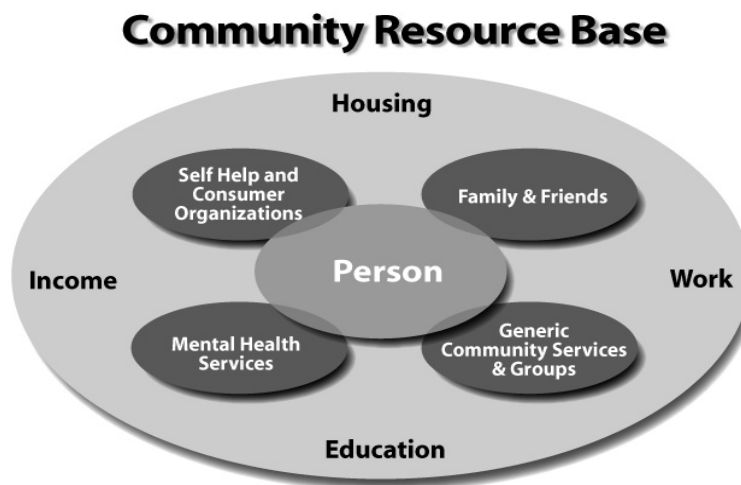 Community Resource Base
Housing
Self Help and
Consumer
Organizations
Family & Friends
Income
Person
Work
Mental Health
Services
Generic
Community Services
& Groups
Education